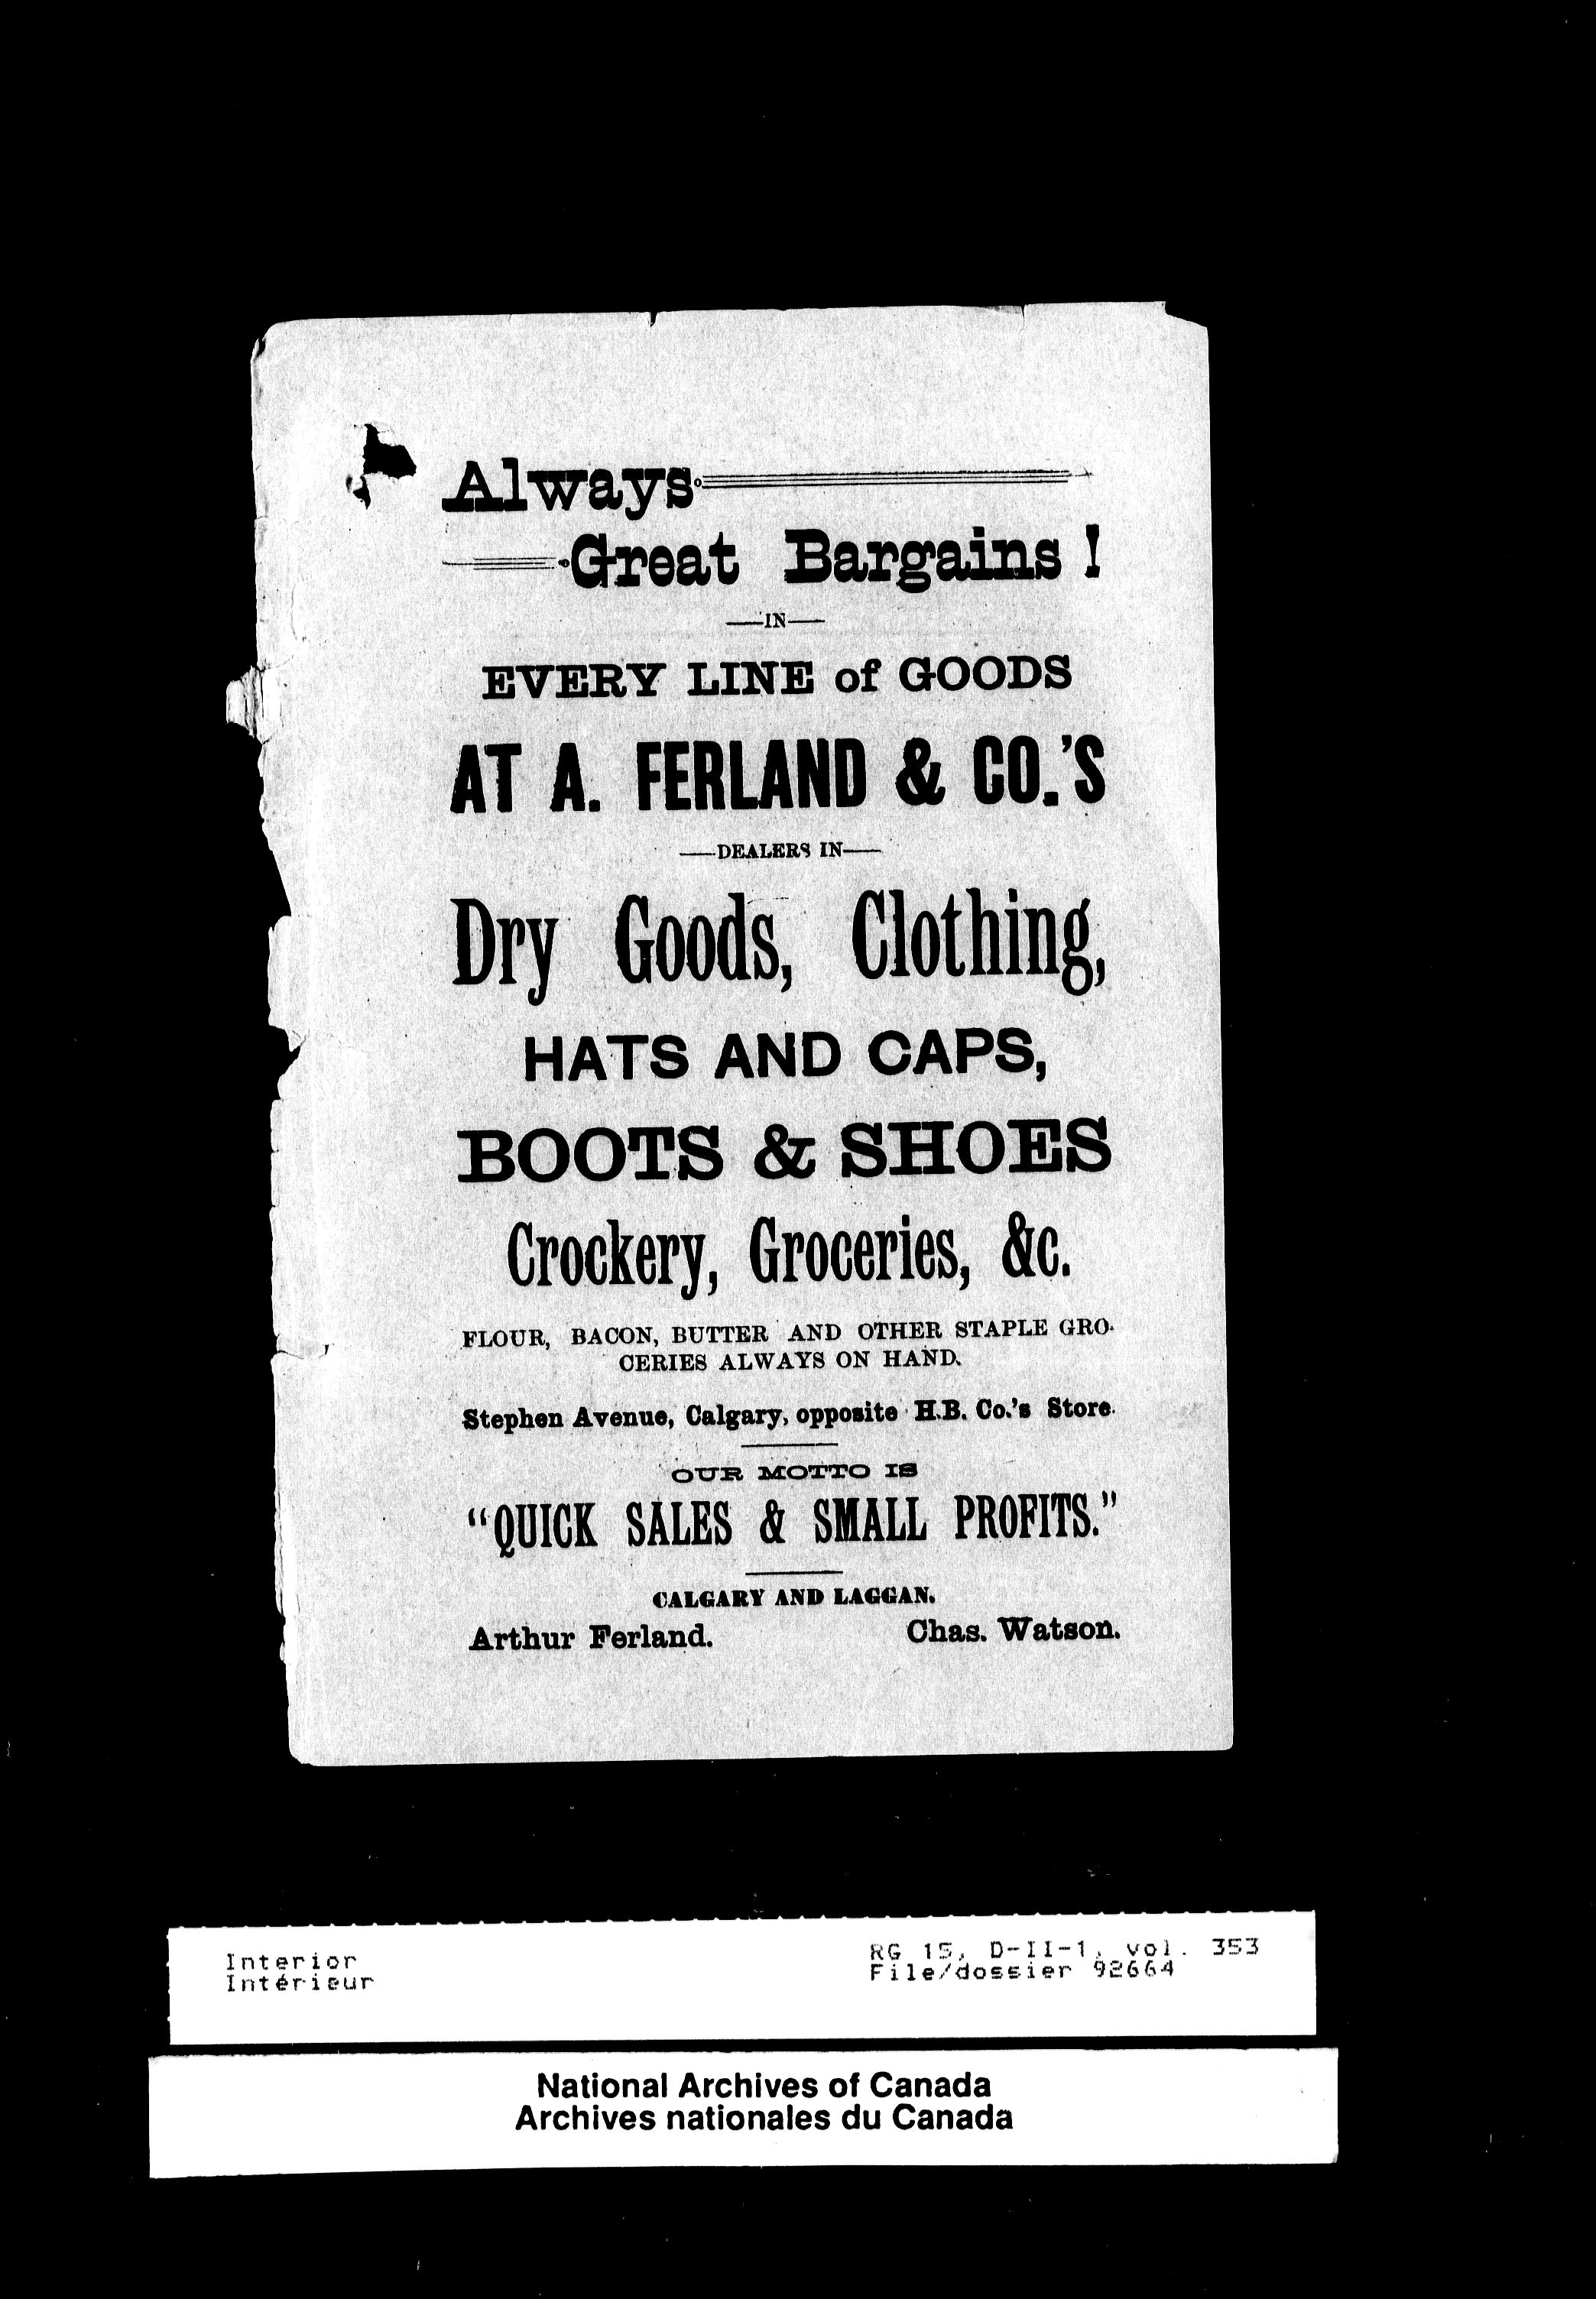 Always
Great Bargains !
—IN—
EVERY LINE of GOODS
AT A. FERLAND & CO.'S
—DEALERS IN—
Dry Goods, Clothing,
HATS AND CAPS,
BOOTS & SHOES
Crockery, Groceries, &c.
FLOUR, BACON, BUTTER AND OTHER STAPLE GRO-
CERIES ALWAYS ON HAND.
Stephen Avenue, Calgary, opposite H.B. Co.'s Store.
OUR MOTTO IS
"QUICK SALES & SMALL PROFITS."
CALGARY AND LAGGAN.
Arthur Ferland. Chas. Watson.
Interior RG 15, D-II-1, vol. 353
Intérieur File/dossier 92664
National Archives of Canada
Archives nationales du Canada